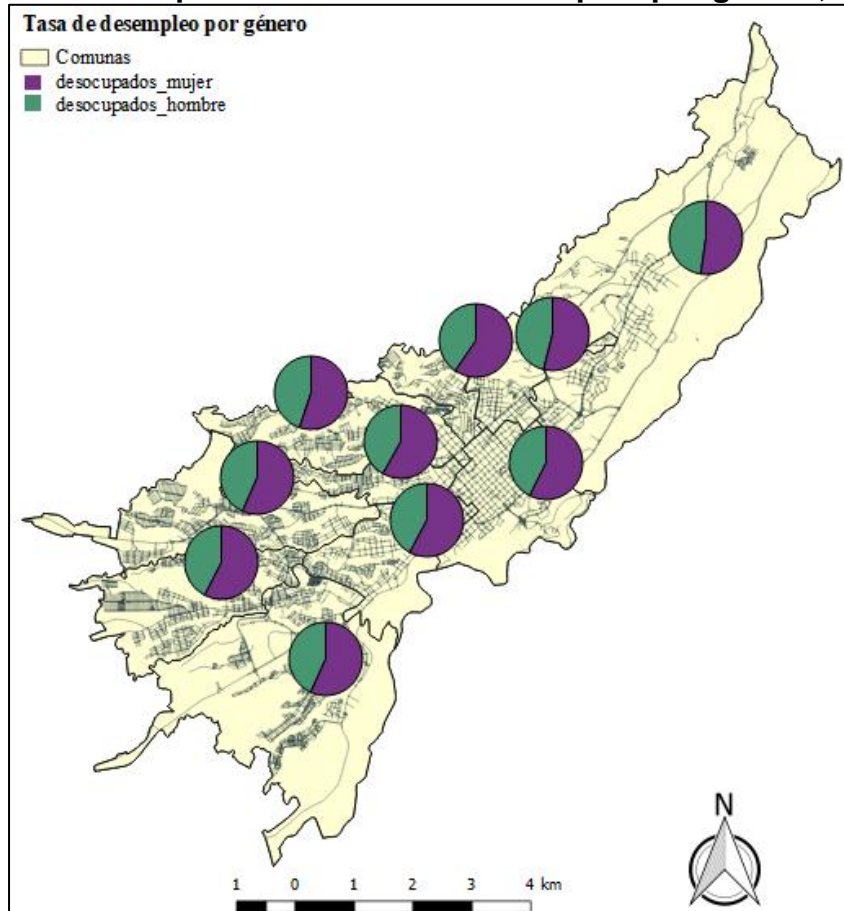 Tasa de desempleo por género
Comunas
desocupados_mujer
desocupados_hombre
N
1 0 1 2 3 4 km